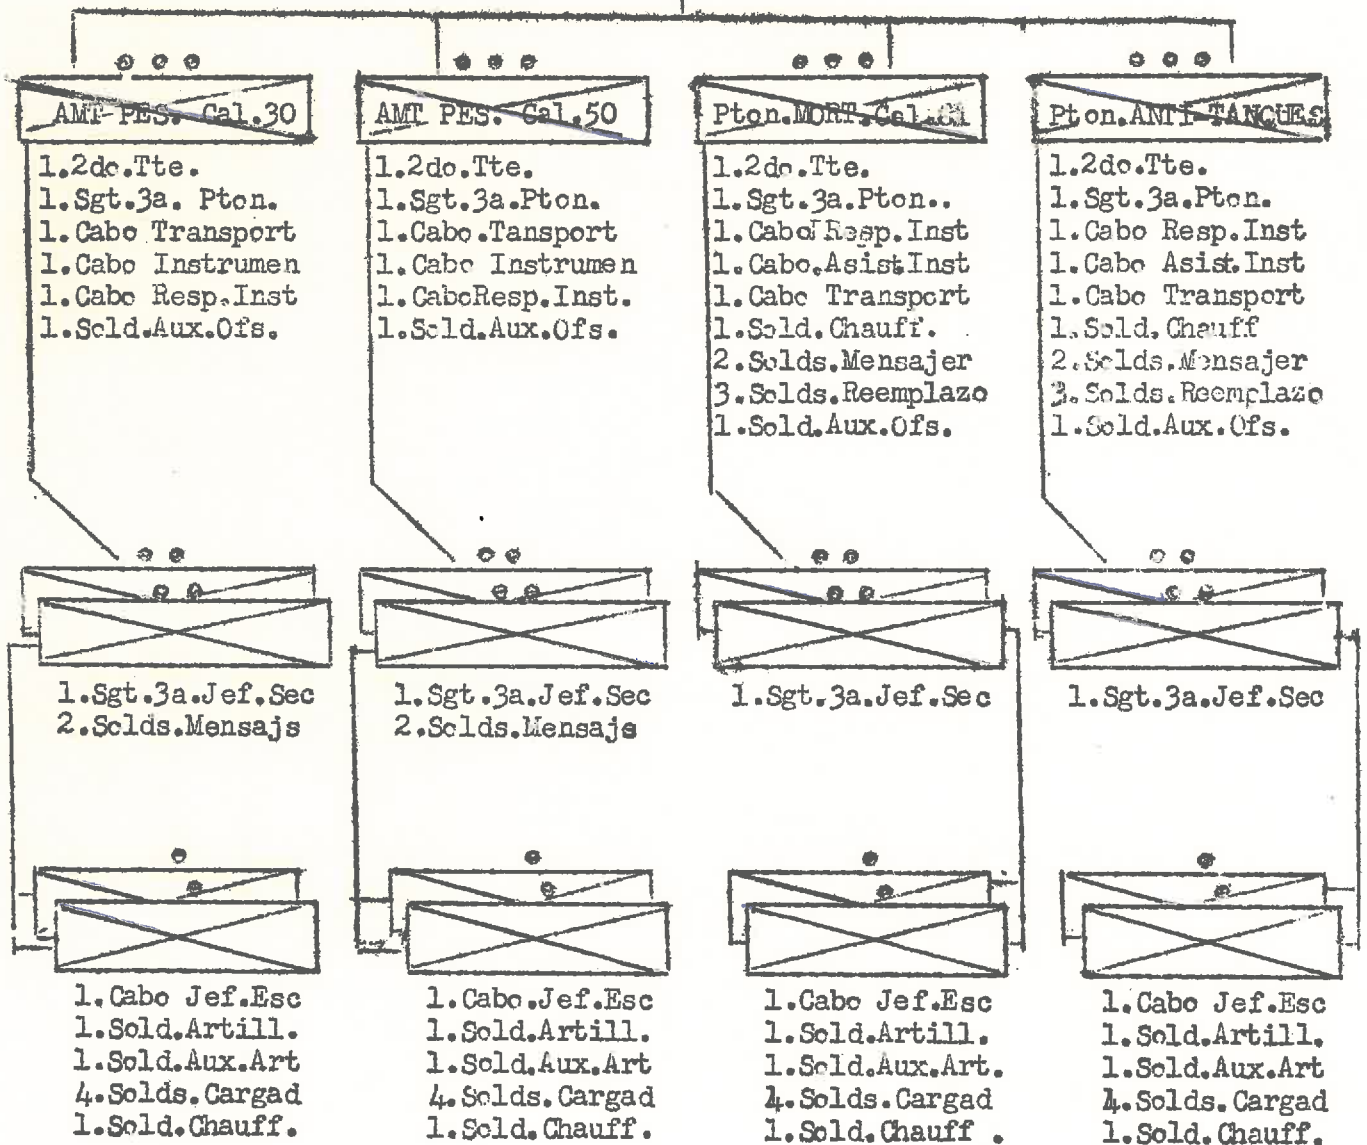 AMT-PES. Cal.30
1.2do.Tte.
1.Sgt.3a. Pton.
1.Cabo Transport
1.Cabo Instrumen
1.Cabo Resp.Inst
1.Sold.Aux.Ofs.
1.Sgt.3a.Jef.Sec
2.Solds.Mensajs
1.Cabo Jef.Esc
1.Sold.Artill.
1.Sold.Aux.Art
4.Solds.Cargad
1.Sold.Chauff.
AMT PES. Cal.50
1.2do.Tte.
1.Sgt.3a.Pton.
1.Cabo.Tansport
1.Cabo Instrumen
1.CaboResp.Inst.
1.Sold.Aux.Ofs.
1.Sgt.3a.Jef.Sec
2.Solds.Mensajs
1.Cabo.Jef.Esc
1.Sold.Artill.
1.Sold.Aux.Art
4.Solds.Cargad
1.Sold.Chauff.
Pton.MORT.Cal.81
1.2do.Tte.
1.Sgt.3a.Pton..
1.Cabo Resp.Inst
1.Cabo.Asist.Inst
1.Cabo Transport
1.Sold.Chauff.
2.Solds.Mensajer
3.Solds.Reemplazo
1.Sold.Aux.Ofs.
1.Sgt.3a.Jef.Sec
1.Cabo Jef.Esc
1.Sold.Artill.
1.Sold.Aux.Art.
4.Solds.Cargad
1.Sold.Chauff .
Pton.ANTI-TANQUES
1.2do.Tte.
1.Sgt.3a.Pton.
1.Cabo Resp.Inst
1.Cabo Asist.Inst
1.Cabo Transport
1.Sold.Chauff
2.Solds.Mensajer
3.Solds.Reemplazo
1.Sold.Aux.Ofs.
1.Sgt.3a.Jef.Sec
1.Cabo Jef.Esc
1.Sold.Artill.
1.Sold.Aux.Art
4.Solds.Cargad
1.Sold.Chauff.